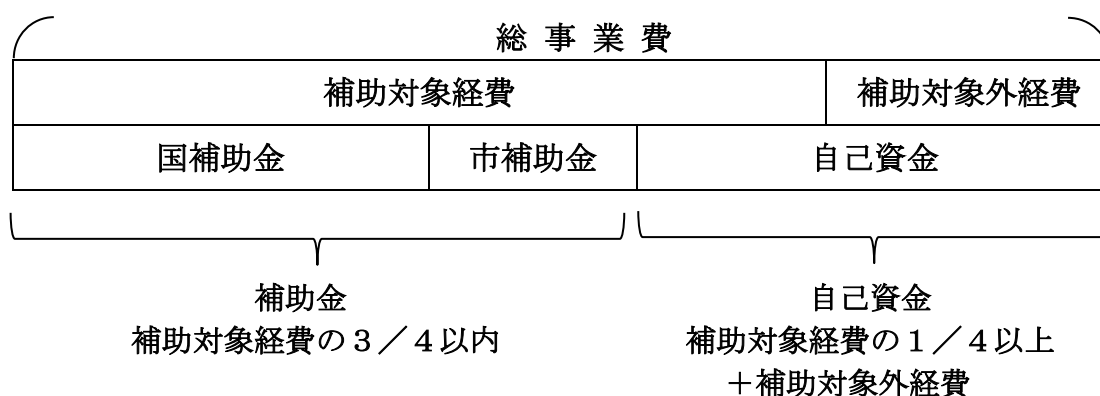 総 事 業 費
補助対象経費 補助対象外経費
国補助金 市補助金 自己資金
補助金
補助対象経費の３／４以内
自己資金
補助対象経費の１／４以上
＋補助対象外経費